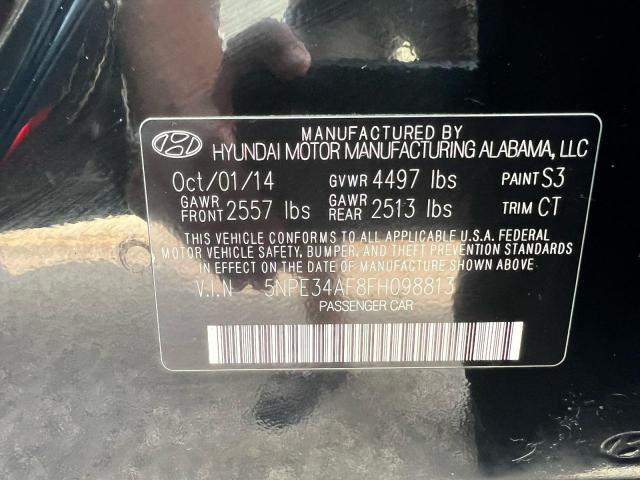 MANUFACTURED BY
HYUNDAI MOTOR MANUFACTURING ALABAMA, LLC
Oct/01/14 GVWR 4497 lbs PAINT S3
GAWR FRONT 2557 lbs GAWR REAR 2513 lbs TRIM CT
THIS VEHICLE CONFORMS TO ALL APPLICABLE U.S.A. FEDERAL
MOTOR VEHICLE SAFETY, BUMPER, AND THEFT PREVENTION STANDARDS
IN EFFECT ON THE DATE OF MANUFACTURE SHOWN ABOVE.
V.I.N 5NPE34AF8FH098813
PASSENGER CAR